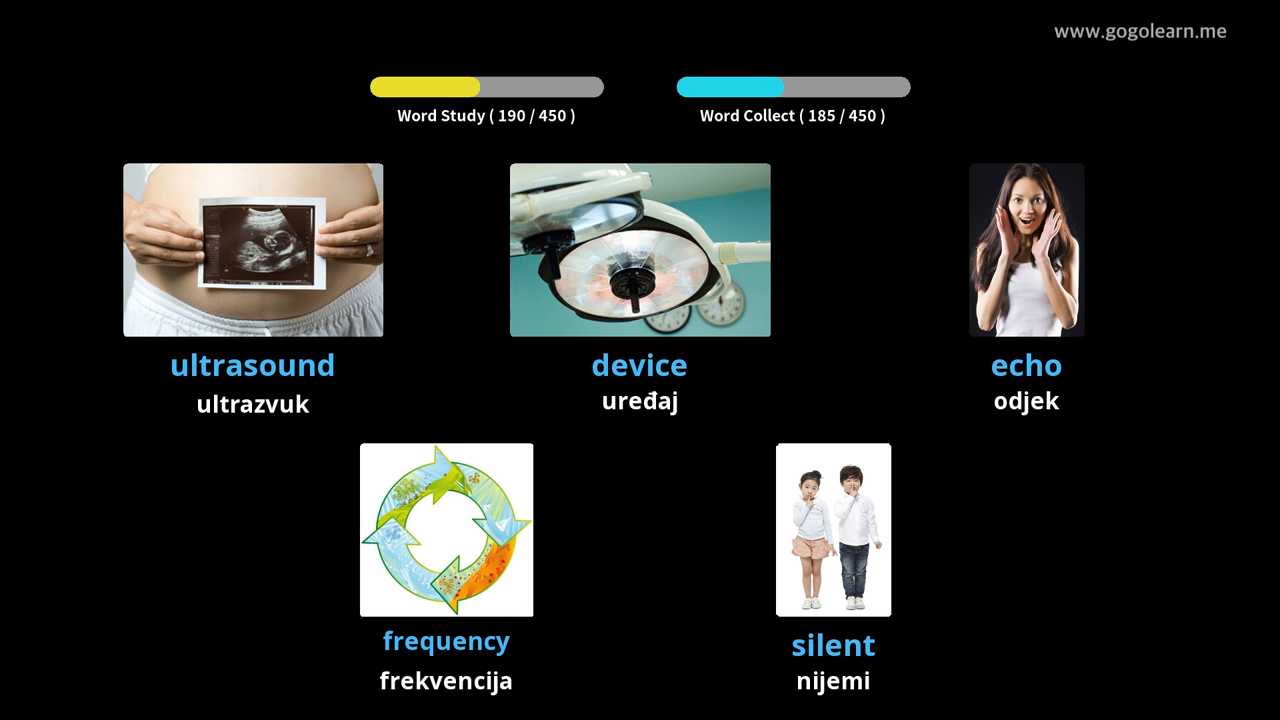 www.gogolearn.me
Word Study ( 190 / 450 )
Word Collect ( 185 / 450 )
ultrasound
ultrazvuk
device
uređaj
echo
odjek
frequency
frekvencija
silent
nijemi